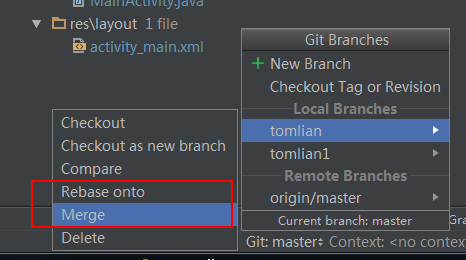 MainActivity.java
res\layout 1 file
activity_main.xml
Git Branches
New Branch
Checkout Tag or Revision
Local Branches
tomlian
tomlian1
Remote Branches
origin/master
Current branch: master
Checkout
Checkout as new branch
Compare
Rebase onto
Merge
Delete
Gra
Git: master Context: <no context